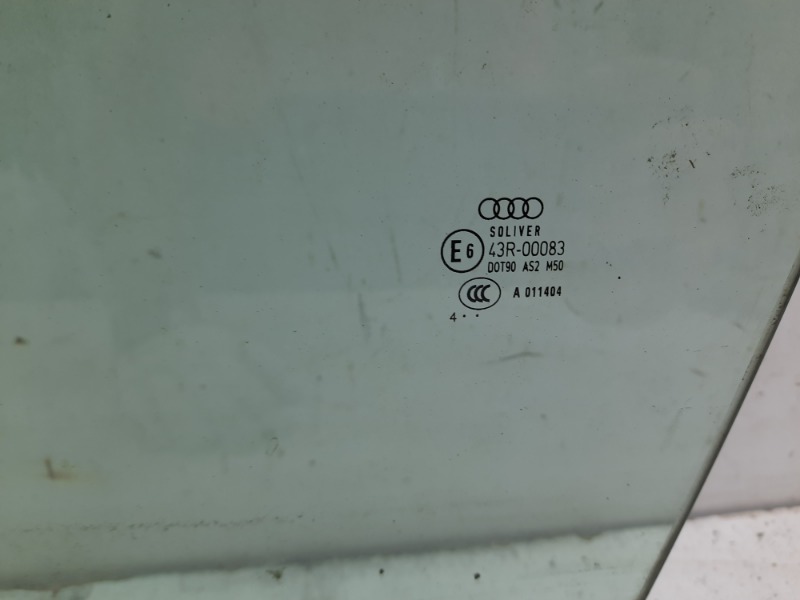 SOLIVER
E6 43R-00083
DOT90 AS2 M50
CCC A 011404
4 . .